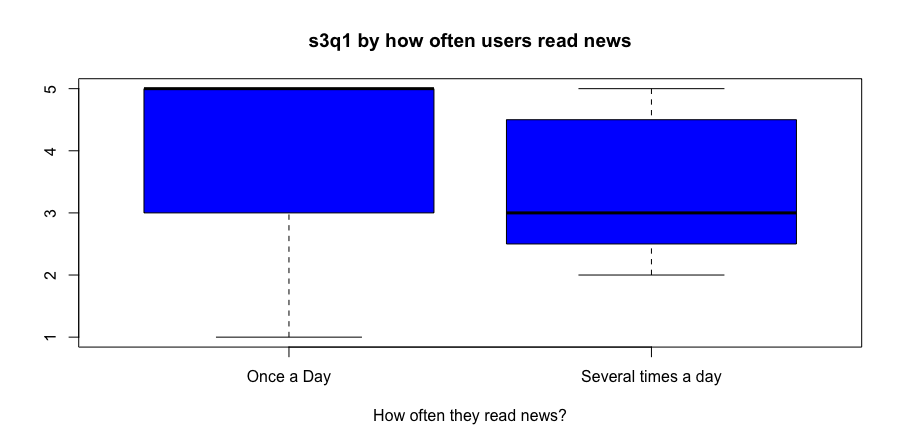 s3q1 by how often users read news
5
4
3
2
1
Once a Day Several times a day
How often they read news?